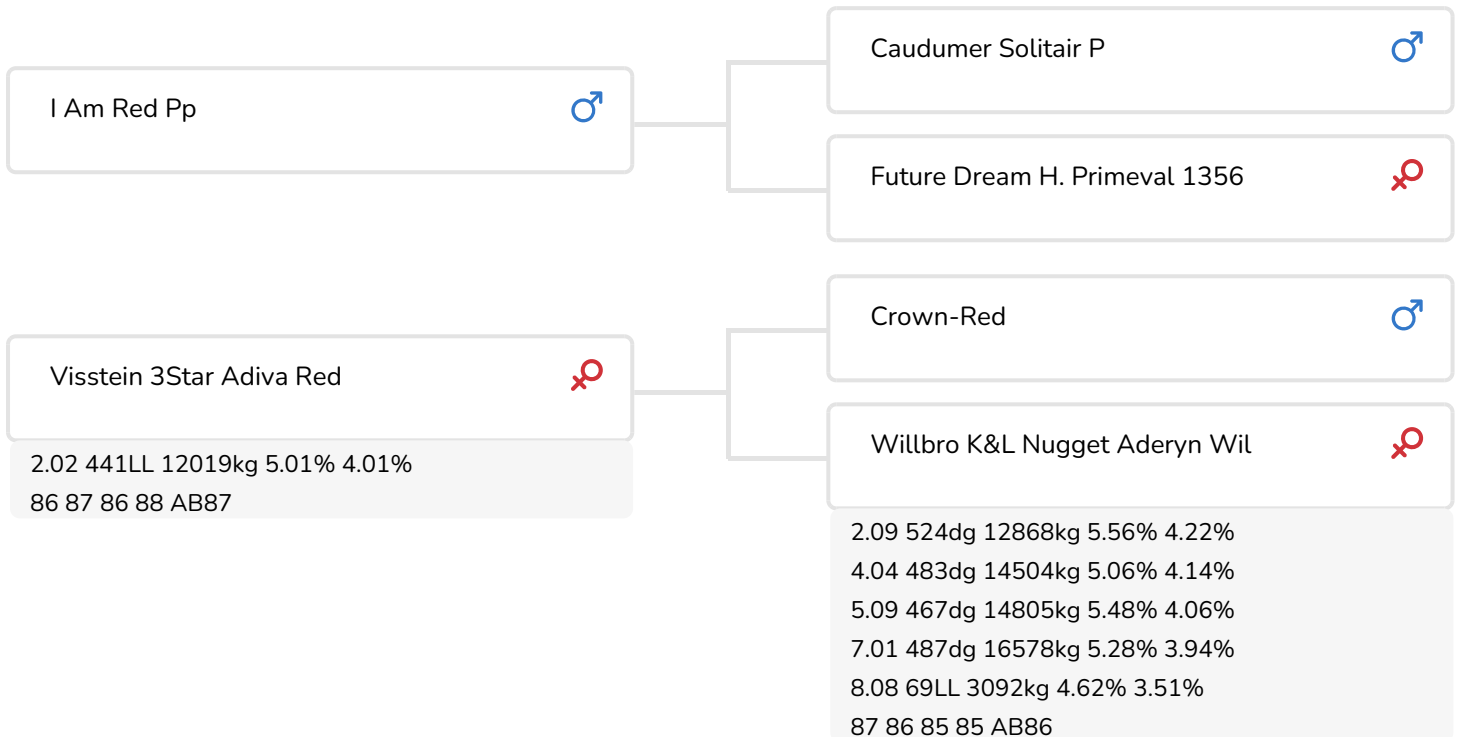 Caudumer Solitair P
I Am Red Pp
Future Dream H. Primeval 1356
Crown-Red
Visstein 3Star Adiva Red
2.02 441LL 12019kg 5.01% 4.01%
86 87 86 88 AB87
Willbro K&L Nugget Aderyn Wil
2.09 524dg 12868kg 5.56% 4.22%
4.04 483dg 14504kg 5.06% 4.14%
5.09 467dg 14805kg 5.48% 4.06%
7.01 487dg 16578kg 5.28% 3.94%
8.08 69LL 3092kg 4.62% 3.51%
87 86 85 85 AB86